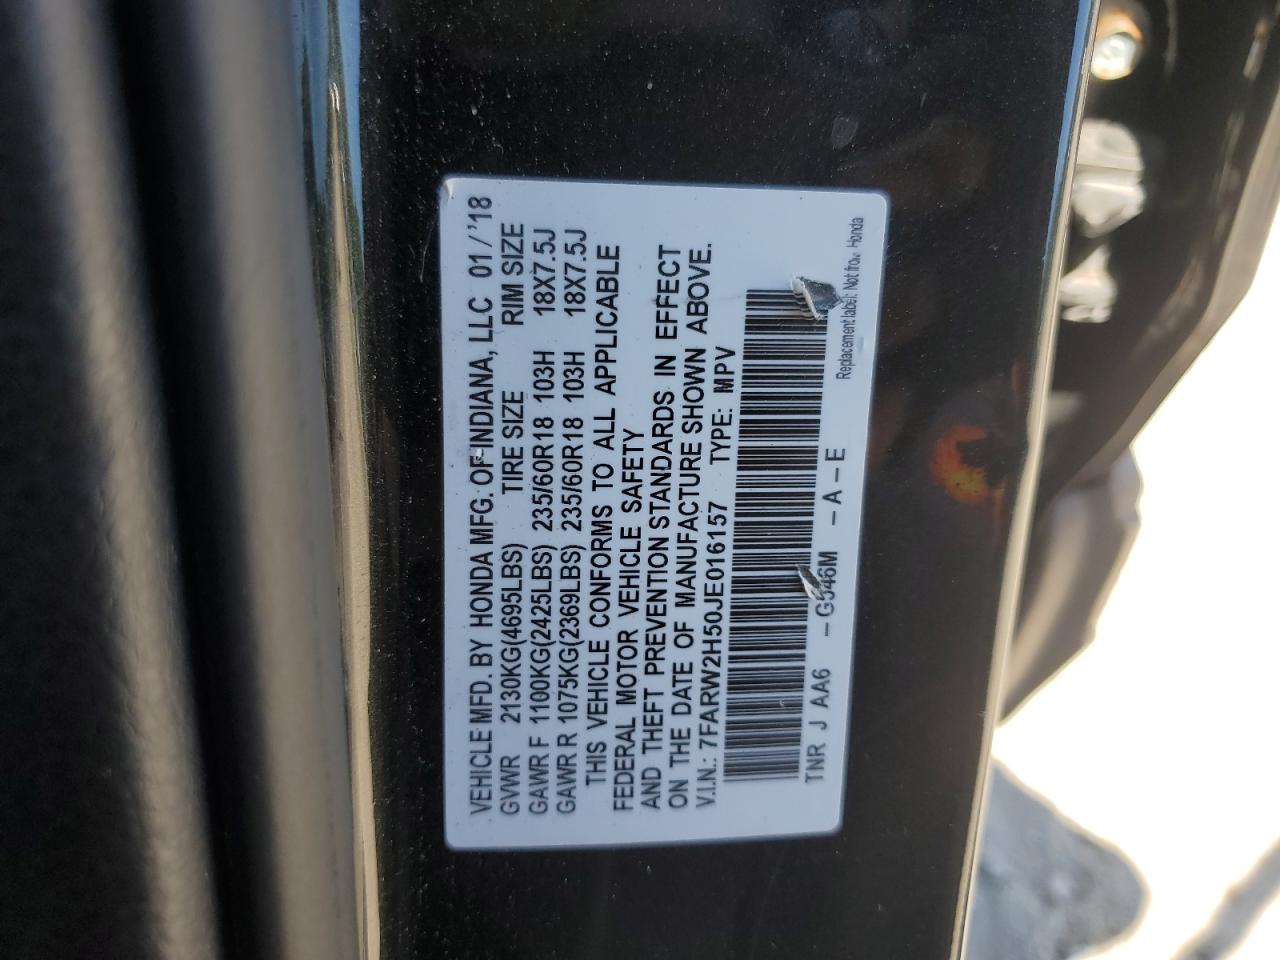 VEHICLE MFD. BY HONDA MFG. OF INDIANA, LLC 01 / '18
GVWR 2130KG(4695LBS) TIRE SIZE RIM SIZE
GAWR F 1100KG(2425LBS) 235/60R18 103H 18X7.5J
GAWR R 1075KG(2369LBS) 235/60R18 103H 18X7.5J
THIS VEHICLE CONFORMS TO ALL APPLICABLE
FEDERAL MOTOR VEHICLE SAFETY
AND THEFT PREVENTION STANDARDS IN EFFECT
ON THE DATE OF MANUFACTURE SHOWN ABOVE.
V.I.N.: 7FARW2H50JE016157 TYPE: MPV
TNR J AA6 -G546M -A-E
Replacement label: Not from Honda